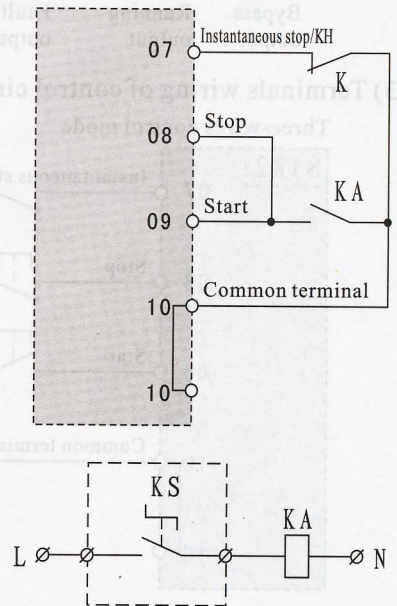 07 Instantaneous stop/KH
K
08 Stop
KA
09 Start
10 Common terminal
10
KS
KA
L N